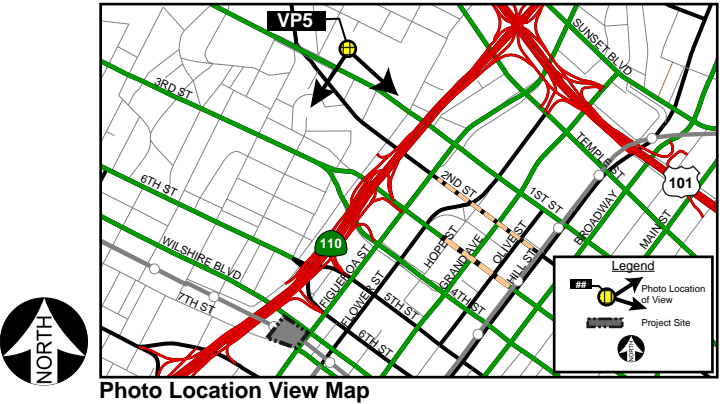 VP5
SUNSET BLVD
3RD ST
TEMPLE ST
101
2ND ST
6TH ST
1ST ST
BROADWAY
MAIN ST
HOPE ST
GRAND AVE
OLIVE ST
HILL ST
WILSHIRE BLVD
110
FIGUEROA ST
FLOWER ST
7TH ST
5TH ST
4TH ST
6TH ST
Legend
##
Photo Location
of View
Project Site
NORTH
NORTH
Photo Location View Map